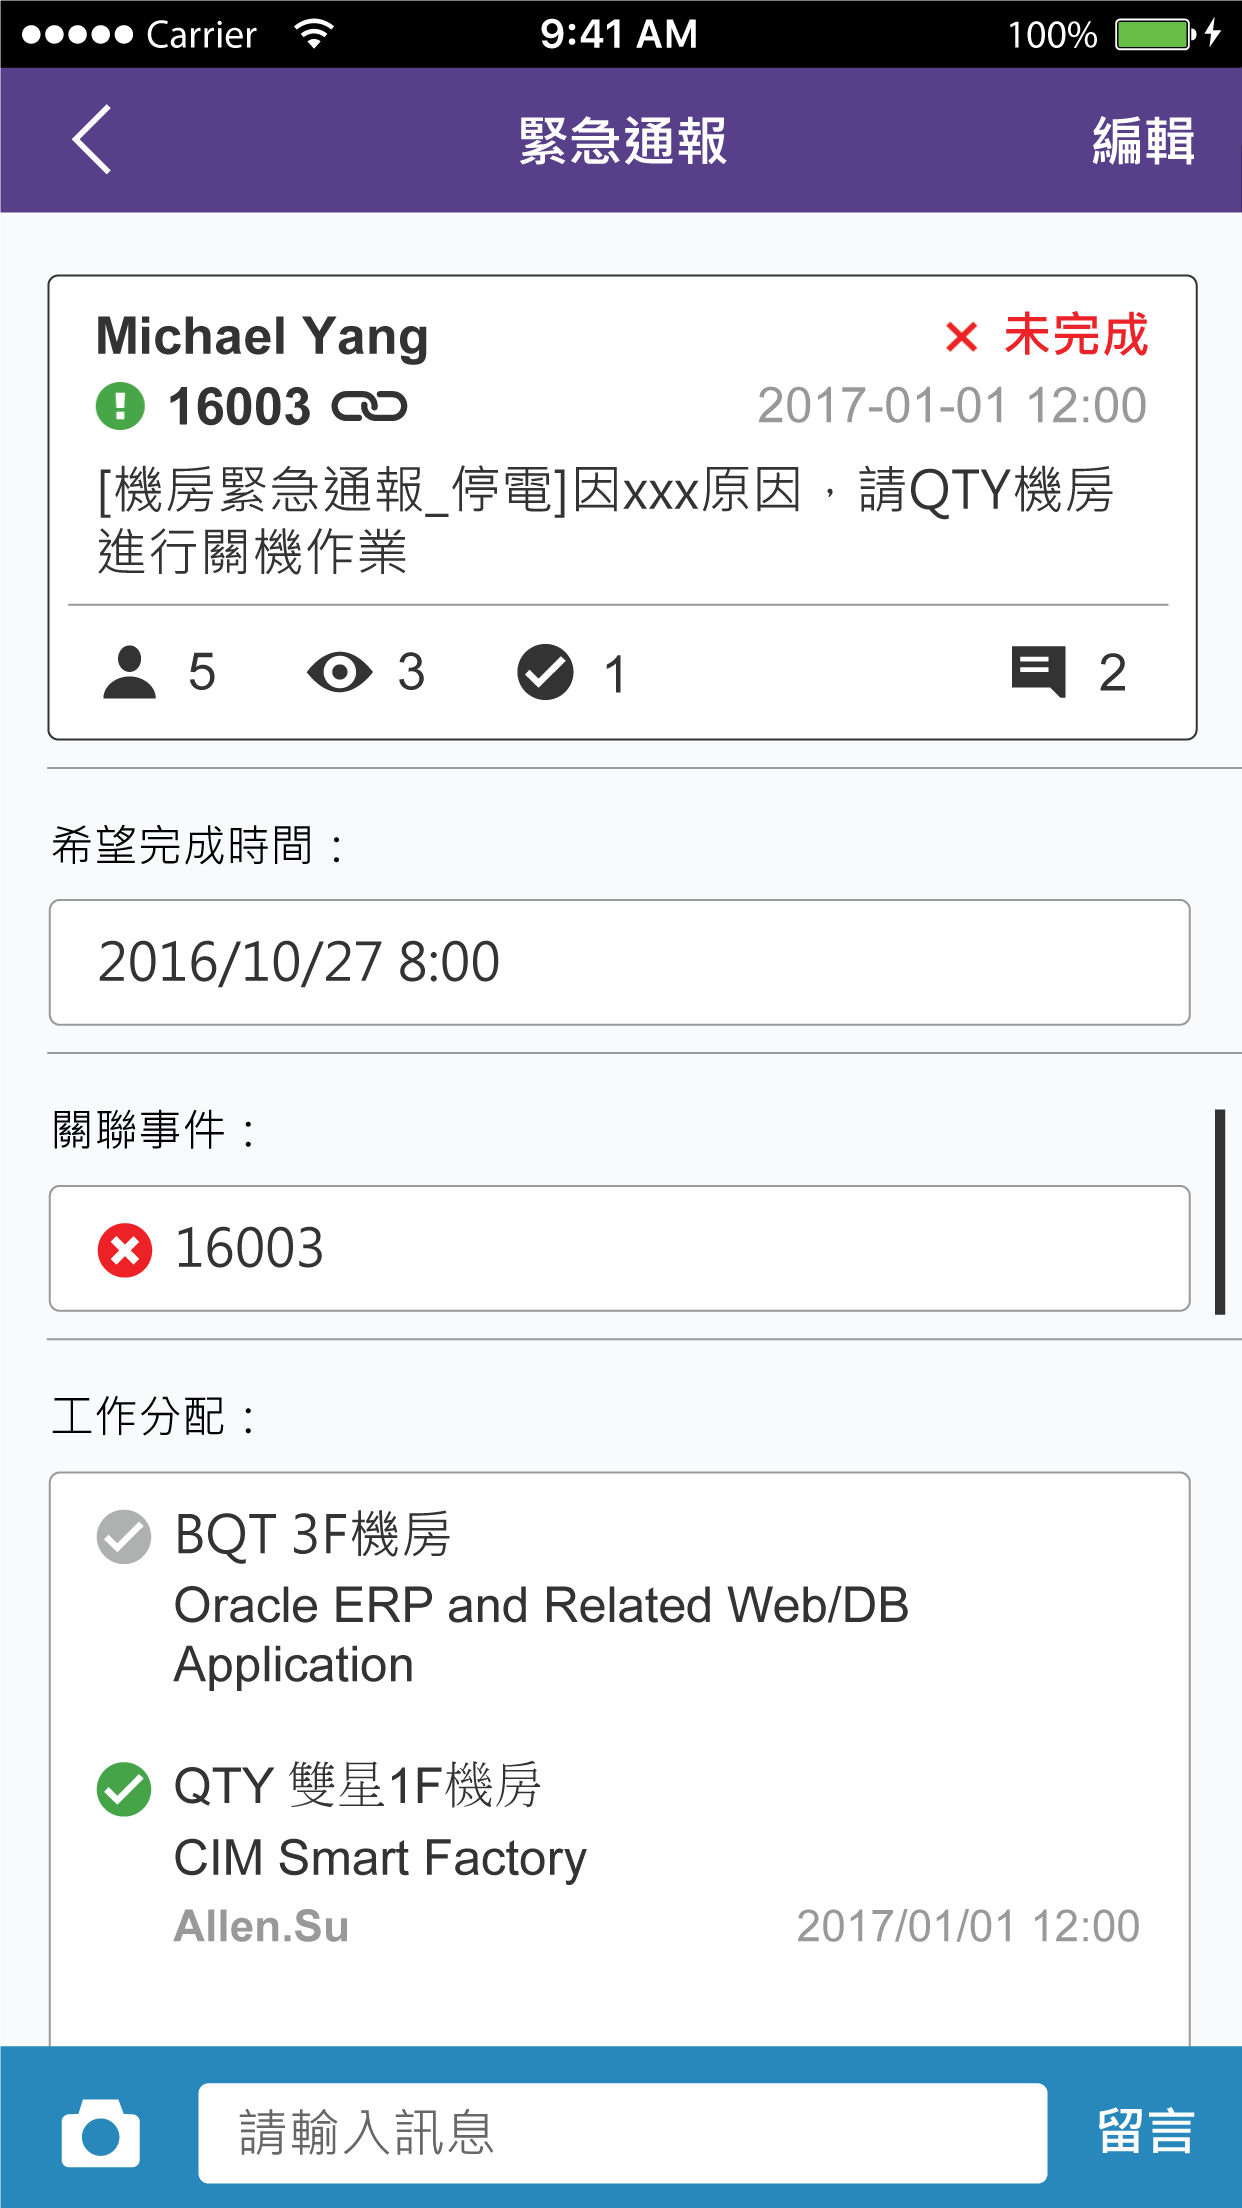 Carrier 9:41 AM 100%
緊急通報 編輯
Michael Yang 未完成
16003 2017-01-01 12:00
[機房緊急通報_停電]因xxx原因，請QTY機房
進行關機作業
5 3 1 2
希望完成時間：
2016/10/27 8:00
關聯事件：
16003
工作分配：
BQT 3F機房
Oracle ERP and Related Web/DB
Application
QTY 雙星1F機房
CIM Smart Factory
Allen.Su 2017/01/01 12:00
請輸入訊息 留言